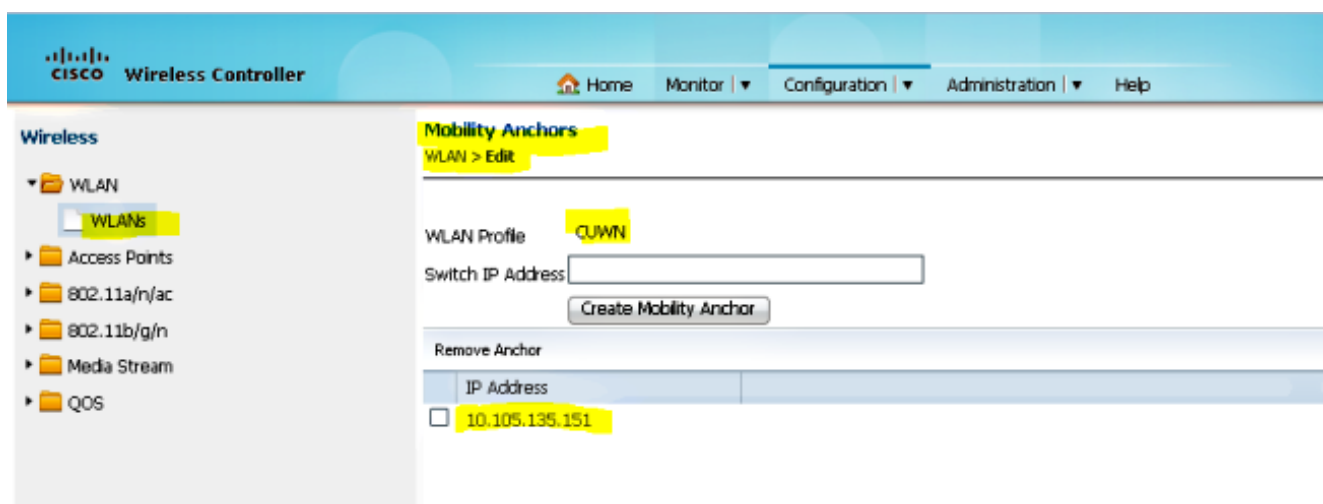 CISCO Wireless Controller
Home Monitor Configuration Administration Help
Wireless
WLAN
WLANs
Access Points
802.11a/n/ac
802.11b/g/n
Media Stream
QOS
Mobility Anchors
WLAN > Edit
WLAN Profile CUWN
Switch IP Address
Create Mobility Anchor
Remove Anchor
IP Address
10.105.135.151